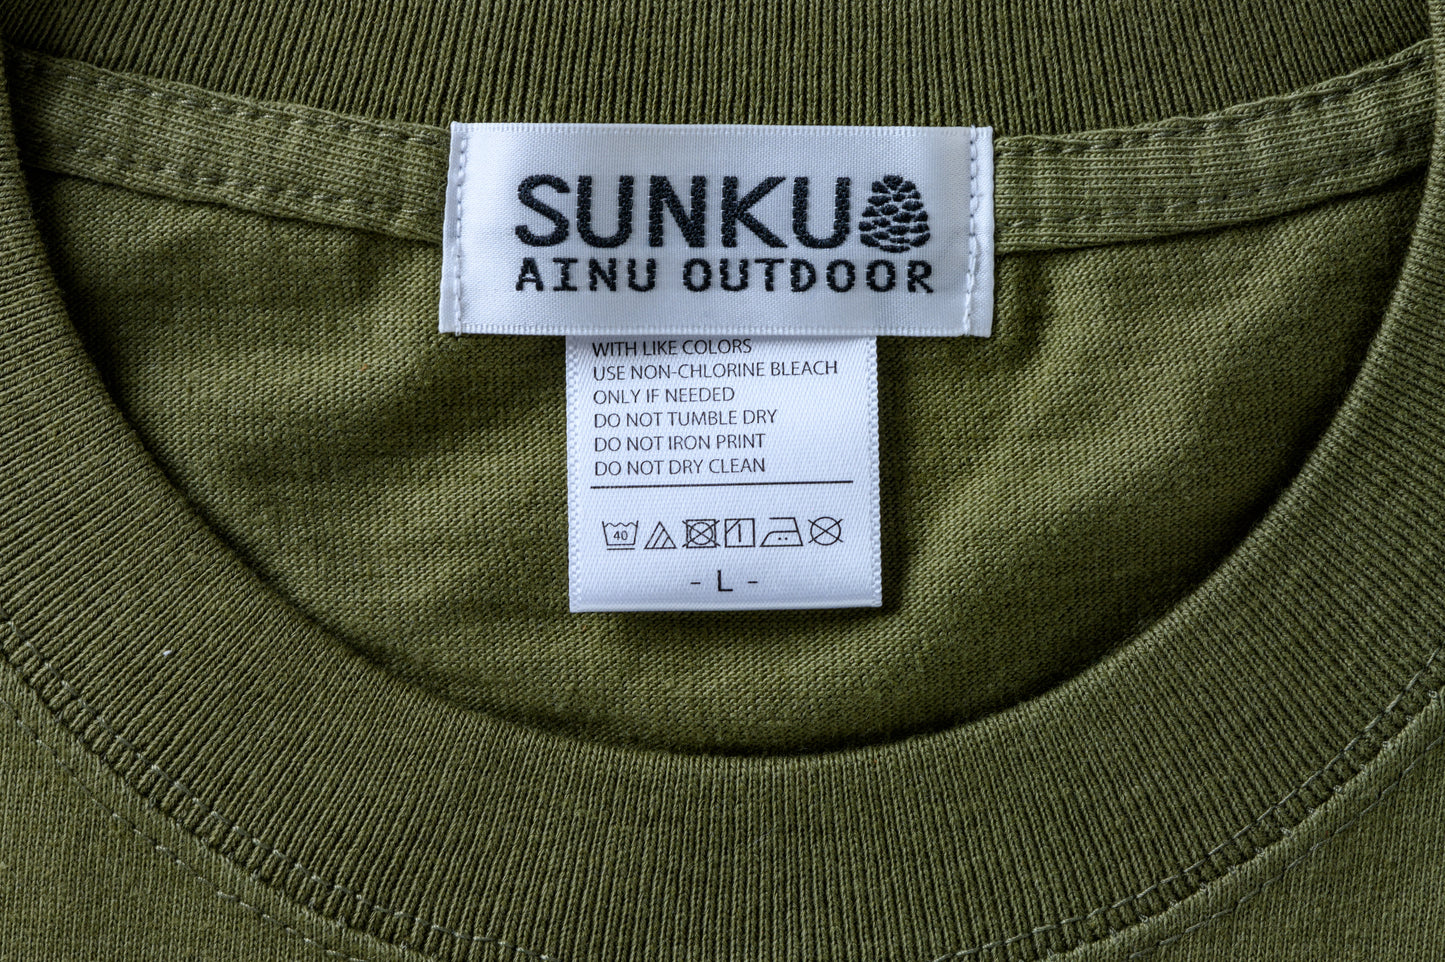 SUNKU
AINU OUTDOOR
WITH LIKE COLORS
USE NON-CHLORINE BLEACH
ONLY IF NEEDED
DO NOT TUMBLE DRY
DO NOT IRON PRINT
DO NOT DRY CLEAN
40
- L -